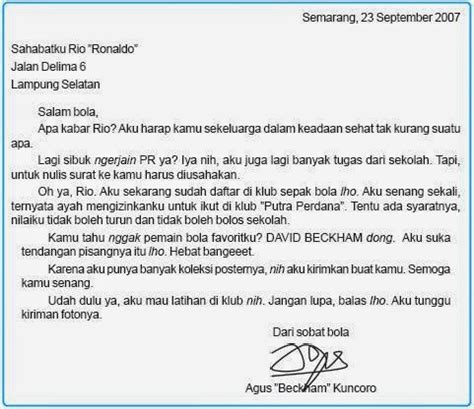 Semarang, 23 September 2007
Sahabatku Rio "Ronaldo"
Jalan Delima 6
Lampung Selatan
Salam bola,
Apa kabar Rio? Aku harap kamu sekeluarga dalam keadaan sehat tak kurang suatu
apa.
Lagi sibuk ngerjain PR ya? Iya nih, aku juga lagi banyak tugas dari sekolah. Tapi,
untuk nulis surat ke kamu harus diusahakan.
Oh ya, Rio. Aku sekarang sudah daftar di klub sepak bola lho. Aku senang sekali,
ternyata ayah mengizinkanku untuk ikut di klub "Putra Perdana". Tentu ada syaratnya,
nilaiku tidak boleh turun dan tidak boleh bolos sekolah.
Kamu tahu nggak pemain bola favoritku? DAVID BECKHAM dong. Aku suka
tendangan pisangnya itu lho. Hebat bangeeet.
Karena aku punya banyak koleksi posternya, nih aku kirimkan buat kamu. Semoga
kamu senang.
Udah dulu ya, aku mau latihan di klub nih. Jangan lupa, balas lho. Aku tunggu
kiriman fotonya.
Dari sobat bola
Agus "Beckham" Kuncoro